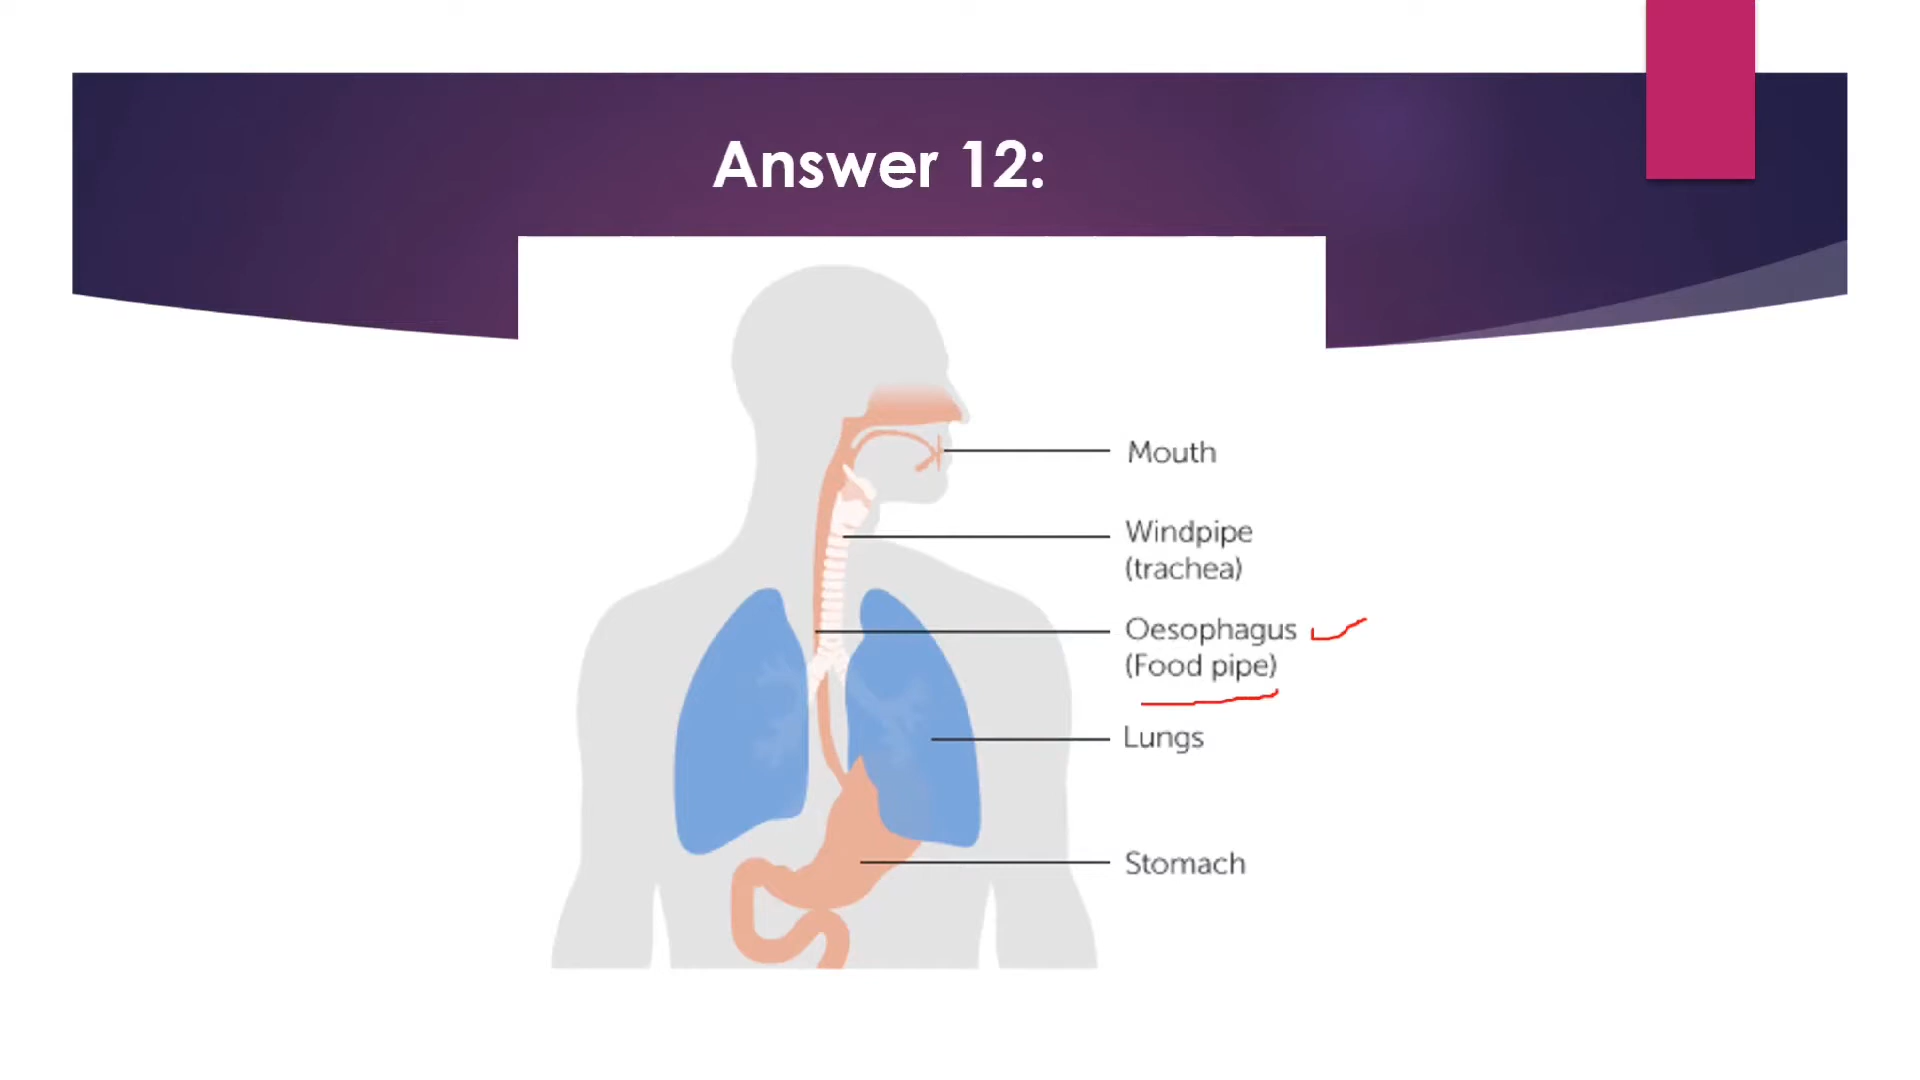 Answer 12:
Mouth
Windpipe
(trachea)
Oesophagus
(Food pipe)
Lungs
Stomach